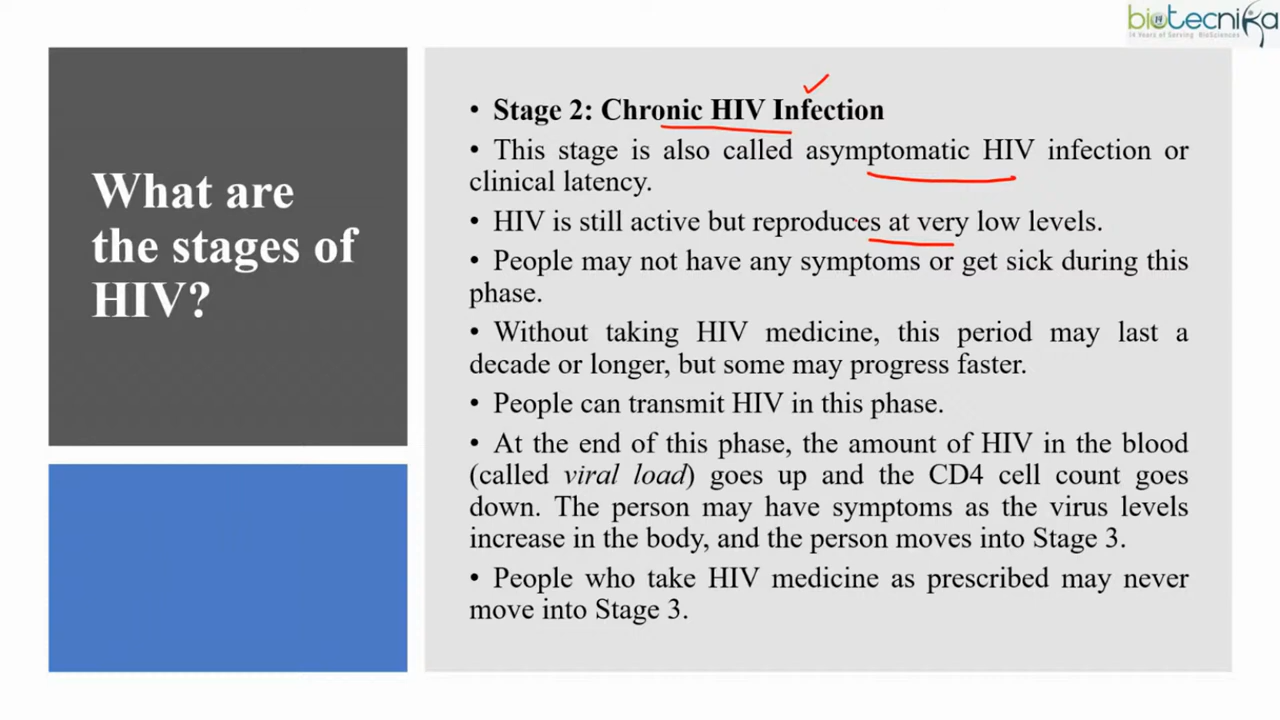 biotecnika
14 Years of Serving BioSciences
What are
the stages of
HIV?
• Stage 2: Chronic HIV Infection
• This stage is also called asymptomatic HIV infection or
clinical latency.
• HIV is still active but reproduces at very low levels.
• People may not have any symptoms or get sick during this
phase.
• Without taking HIV medicine, this period may last a
decade or longer, but some may progress faster.
• People can transmit HIV in this phase.
• At the end of this phase, the amount of HIV in the blood
(called viral load) goes up and the CD4 cell count goes
down. The person may have symptoms as the virus levels
increase in the body, and the person moves into Stage 3.
• People who take HIV medicine as prescribed may never
move into Stage 3.